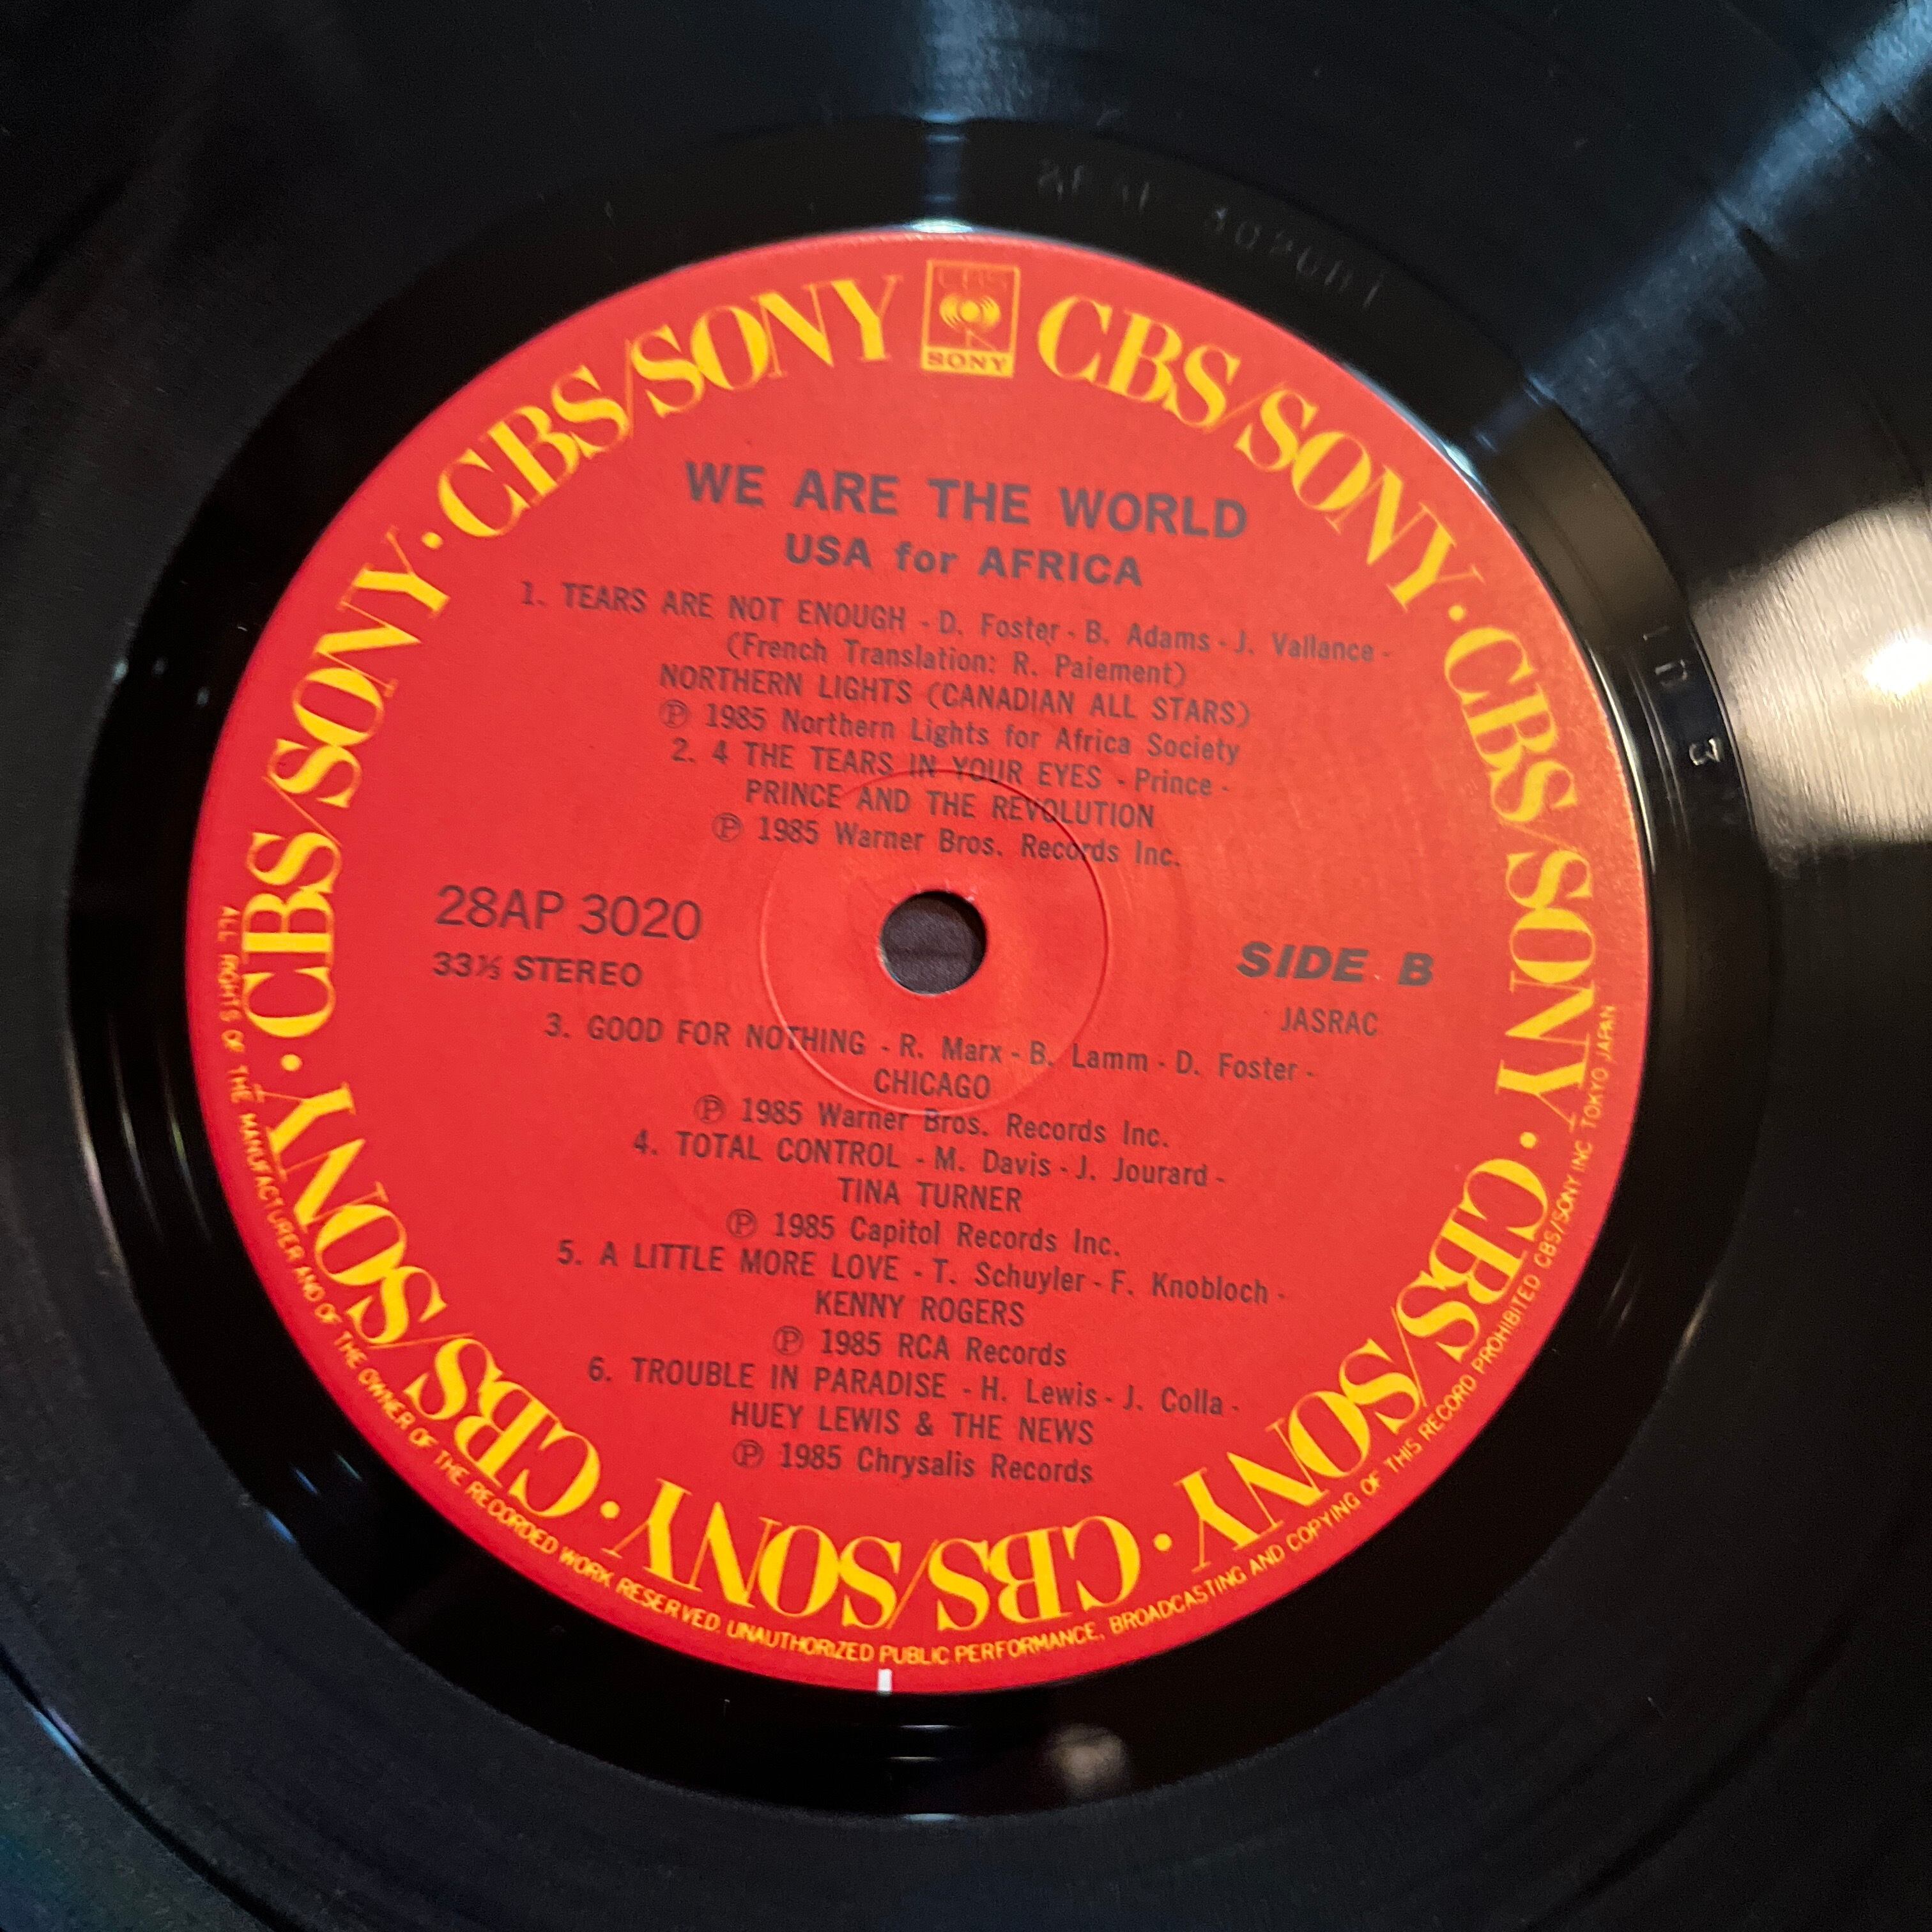 CBS
SONY
CBS/SONY · CBS/SONY · CBS/SONY · CBS/SONY · CBS/SONY · CBS/SONY · CBS/SONY · CBS/SONY · CBS/SONY
WE ARE THE WORLD
USA for AFRICA
1. TEARS ARE NOT ENOUGH - D. Foster - B. Adams - J. Vallance -
(French Translation: R. Paiement)
NORTHERN LIGHTS (CANADIAN ALL STARS)
℗ 1985 Northern Lights for Africa Society
2. 4 THE TEARS IN YOUR EYES - Prince -
PRINCE AND THE REVOLUTION
℗ 1985 Warner Bros. Records Inc.
28AP 3020
33⅓ STEREO
SIDE B
JASRAC
3. GOOD FOR NOTHING - R. Marx - B. Lamm - D. Foster -
CHICAGO
℗ 1985 Warner Bros. Records Inc.
4. TOTAL CONTROL - M. Davis - J. Jourard -
TINA TURNER
℗ 1985 Capitol Records Inc.
5. A LITTLE MORE LOVE - T. Schuyler - F. Knobloch -
KENNY ROGERS
℗ 1985 RCA Records
6. TROUBLE IN PARADISE - H. Lewis - J. Colla -
HUEY LEWIS & THE NEWS
℗ 1985 Chrysalis Records
ALL RIGHTS OF THE MANUFACTURER AND OF THE OWNER OF THE RECORDED WORK RESERVED. UNAUTHORIZED PUBLIC PERFORMANCE, BROADCASTING AND COPYING OF THIS RECORD PROHIBITED CBS/SONY INC. TOKYO JAPAN